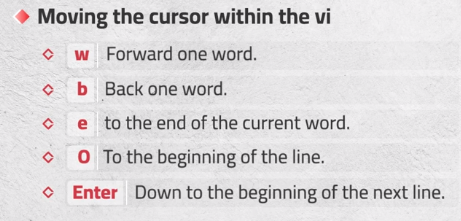 Moving the cursor within the vi
w Forward one word.
b Back one word.
e to the end of the current word.
O To the beginning of the line.
Enter Down to the beginning of the next line.